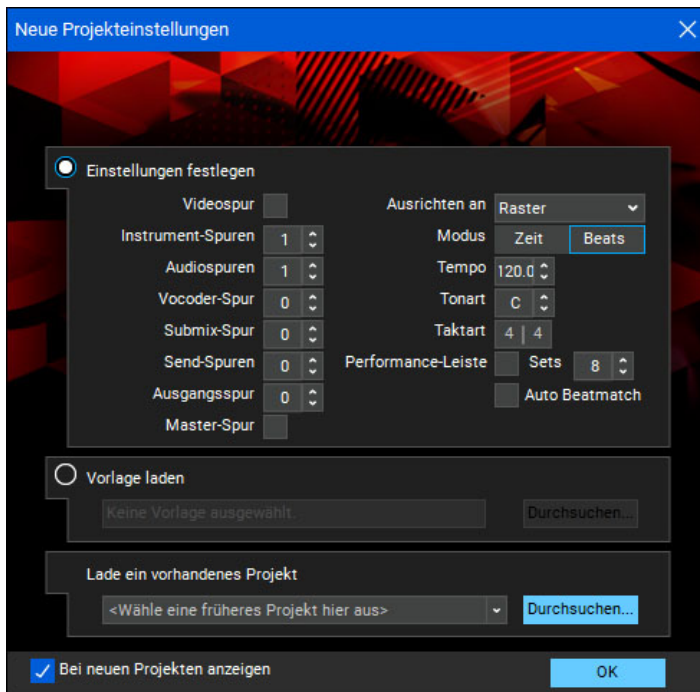 Neue Projekteinstellungen
Einstellungen festlegen
Videospur
Ausrichten an Raster
Instrument-Spuren 1
Modus Zeit Beats
Audiospuren 1
Tempo 120.0
Vocoder-Spur 0
Tonart C
Submix-Spur 0
Taktart 4 | 4
Send-Spuren 0
Performance-Leiste Sets 8
Ausgangsspur 0
Auto Beatmatch
Master-Spur
Vorlage laden
Keine Vorlage ausgewählt. Durchsuchen...
Lade ein vorhandenes Projekt
<Wähle eine früheres Projekt hier aus> Durchsuchen...
Bei neuen Projekten anzeigen OK